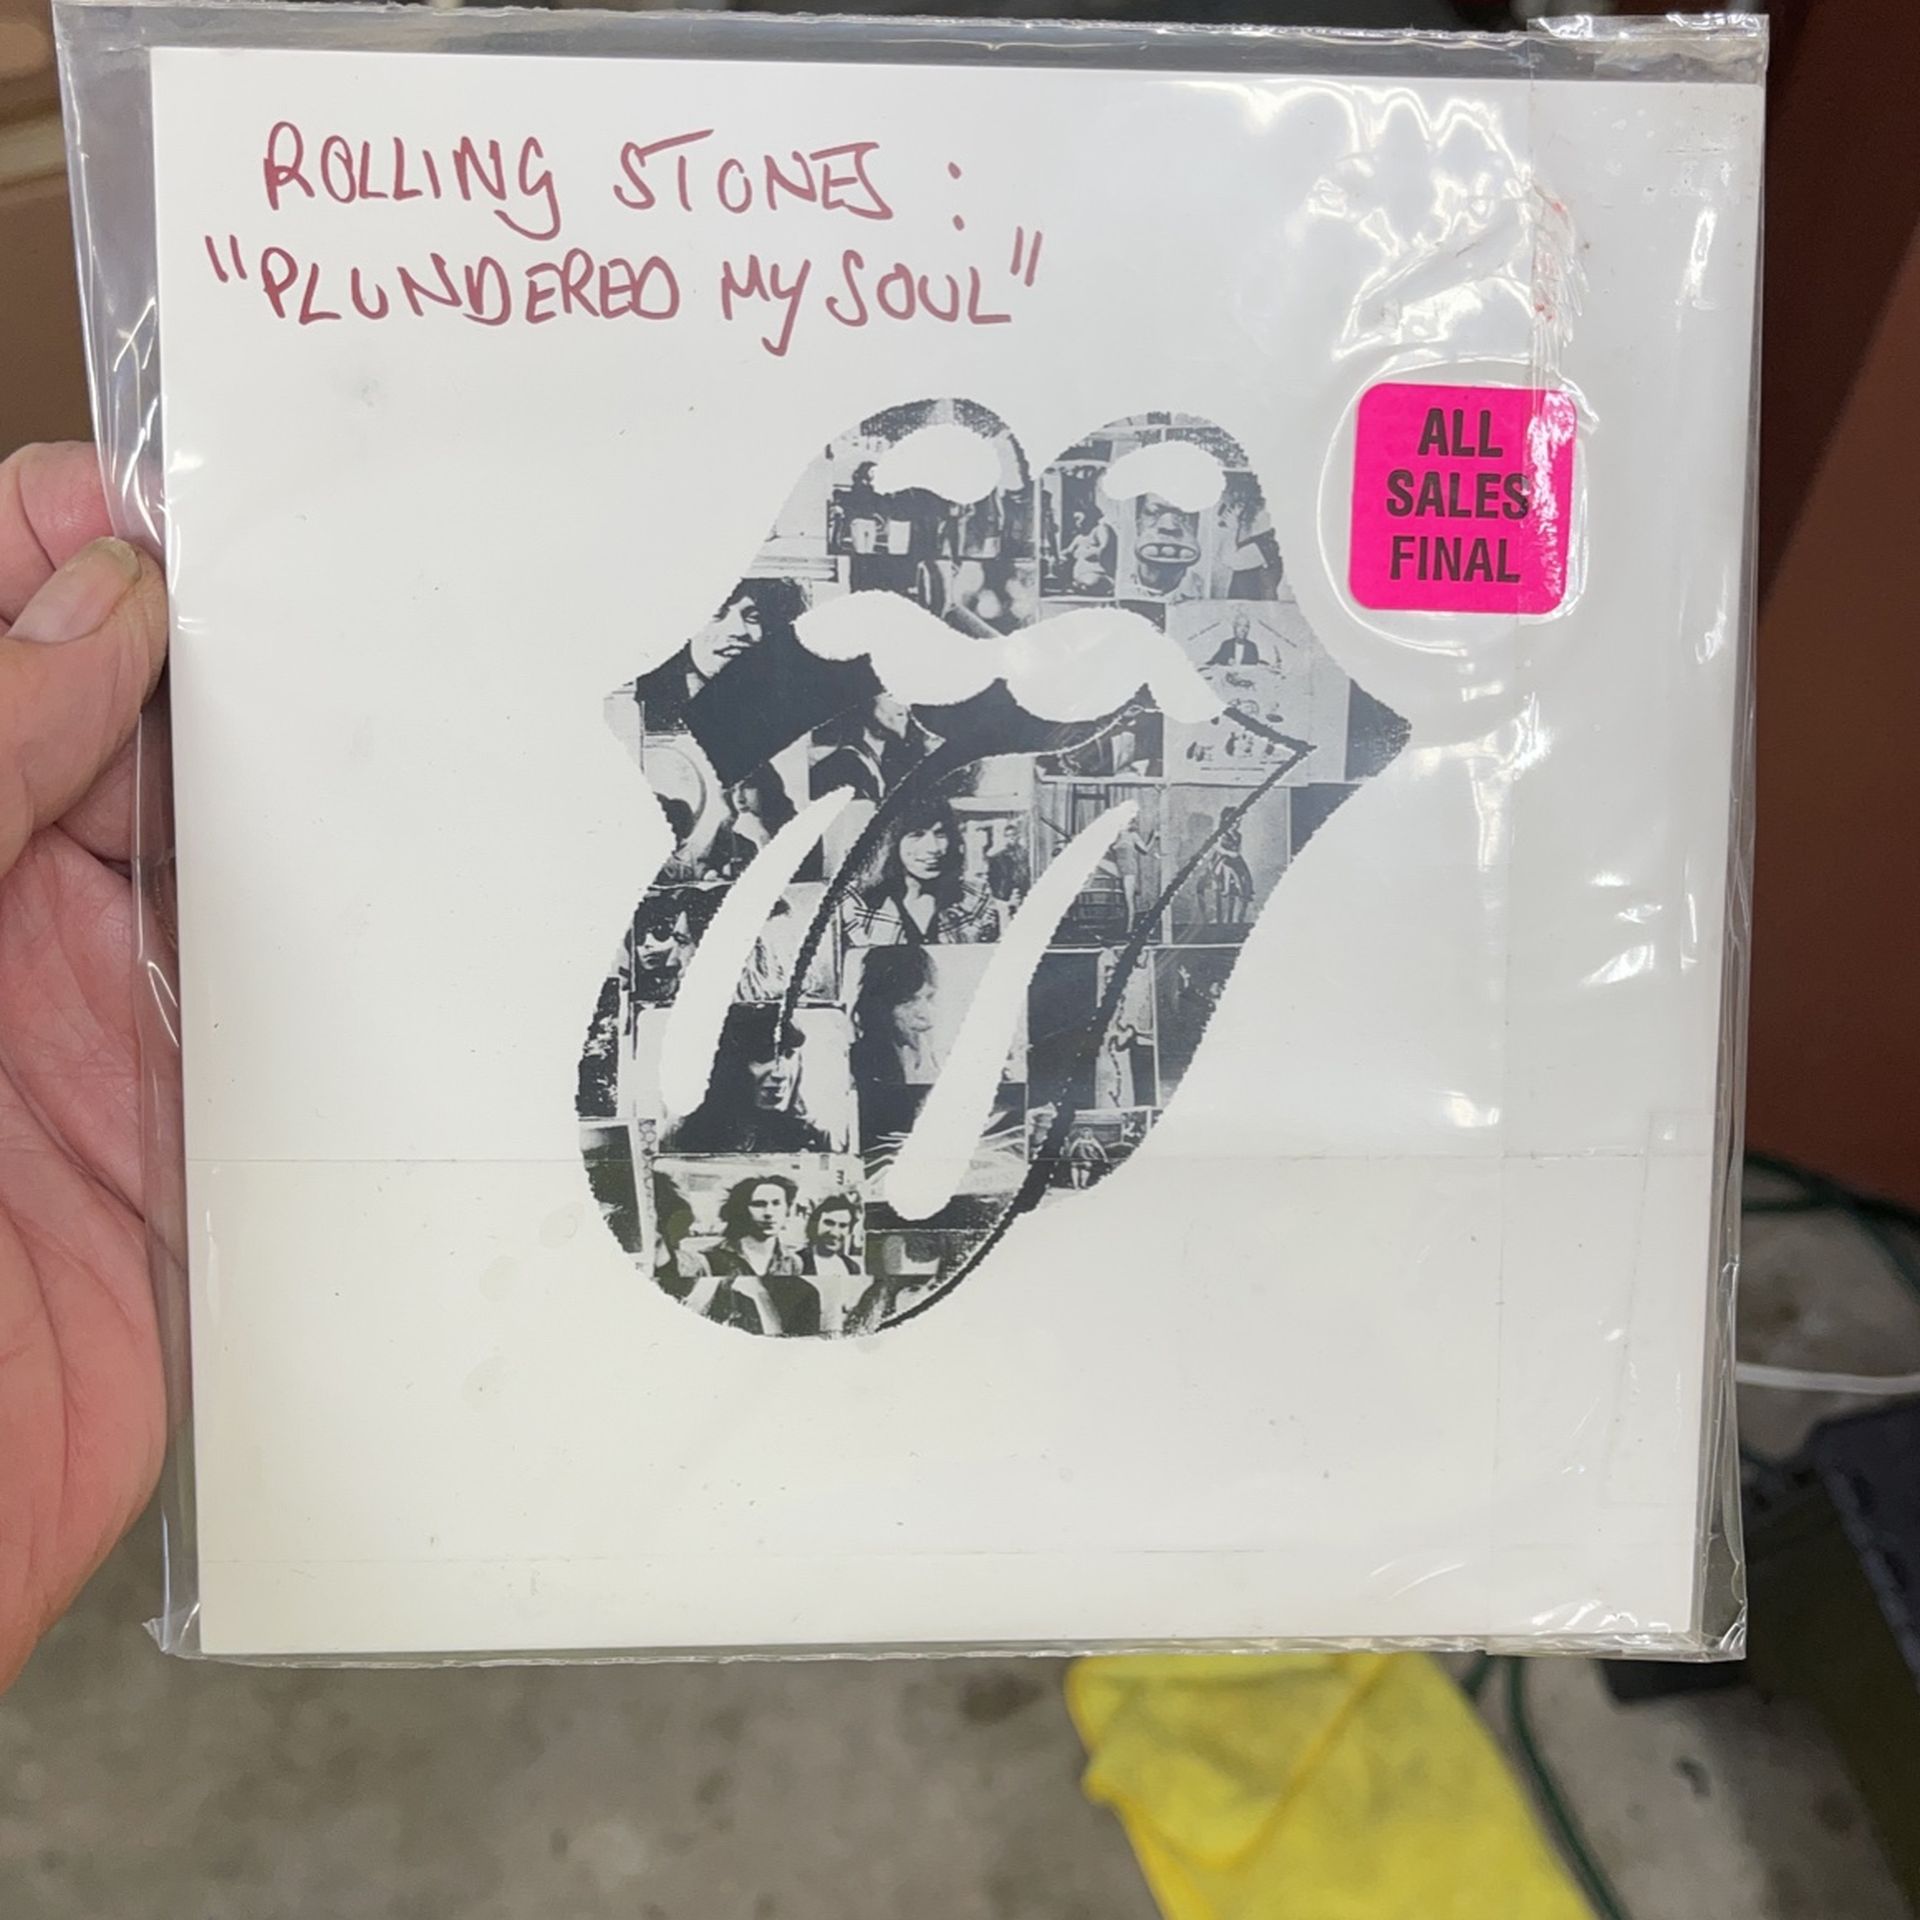 ROLLING STONES:
"PLUNDERED MY SOUL"
ALL
SALES
FINAL